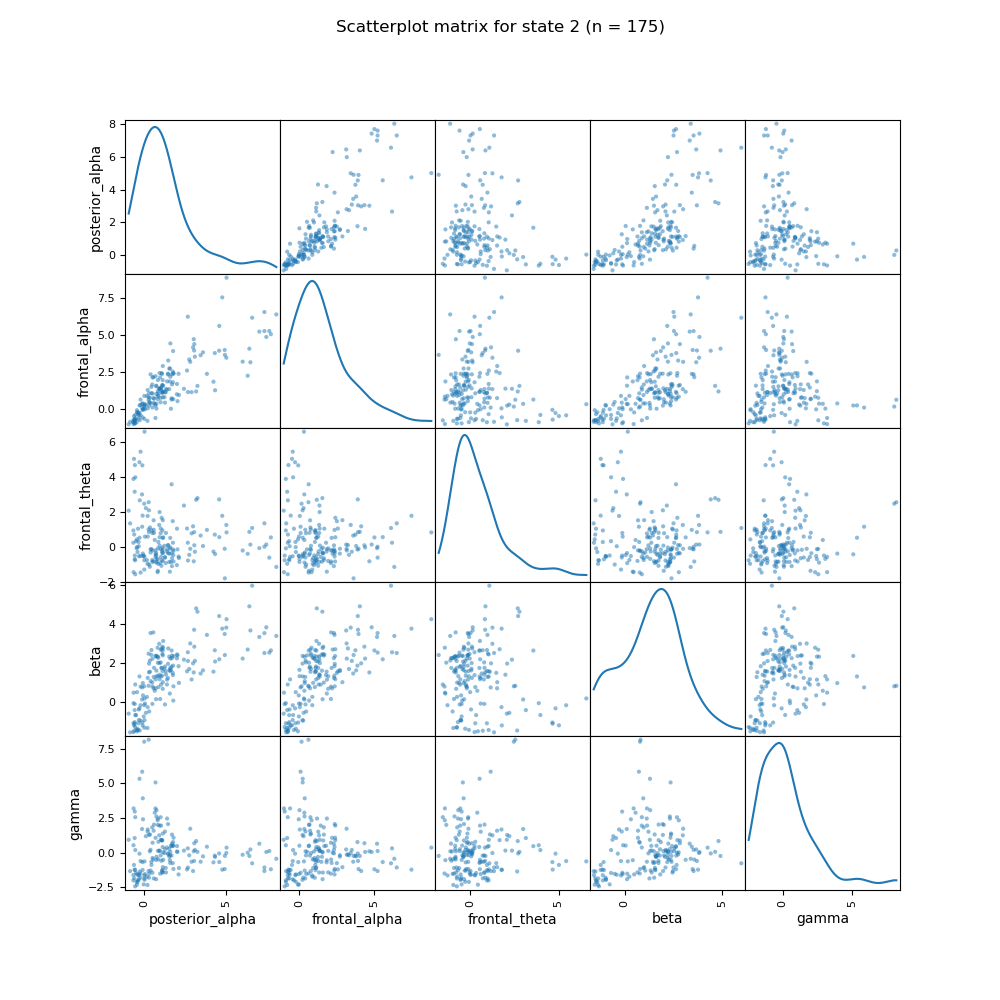 Scatterplot matrix for state 2 (n = 175)
posterior_alpha
8
6
4
2
0
frontal_alpha
7.5
5.0
2.5
0.0
frontal_theta
6
4
2
0
−2
beta
6
4
2
0
gamma
7.5
5.0
2.5
0.0
−2.5
0 5 0 5 0 5 0 5 0 5
posterior_alpha frontal_alpha frontal_theta beta gamma